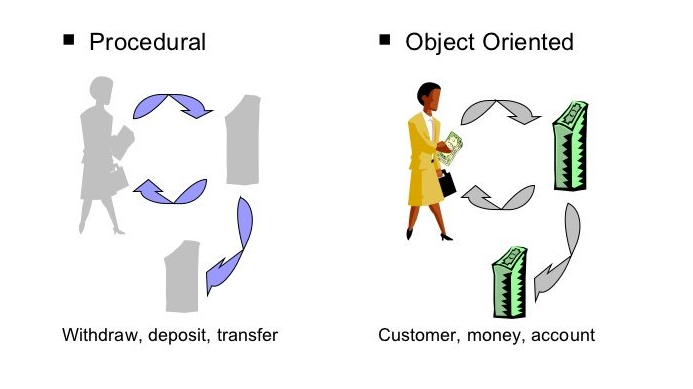 Procedural
Object Oriented
Withdraw, deposit, transfer
Customer, money, account